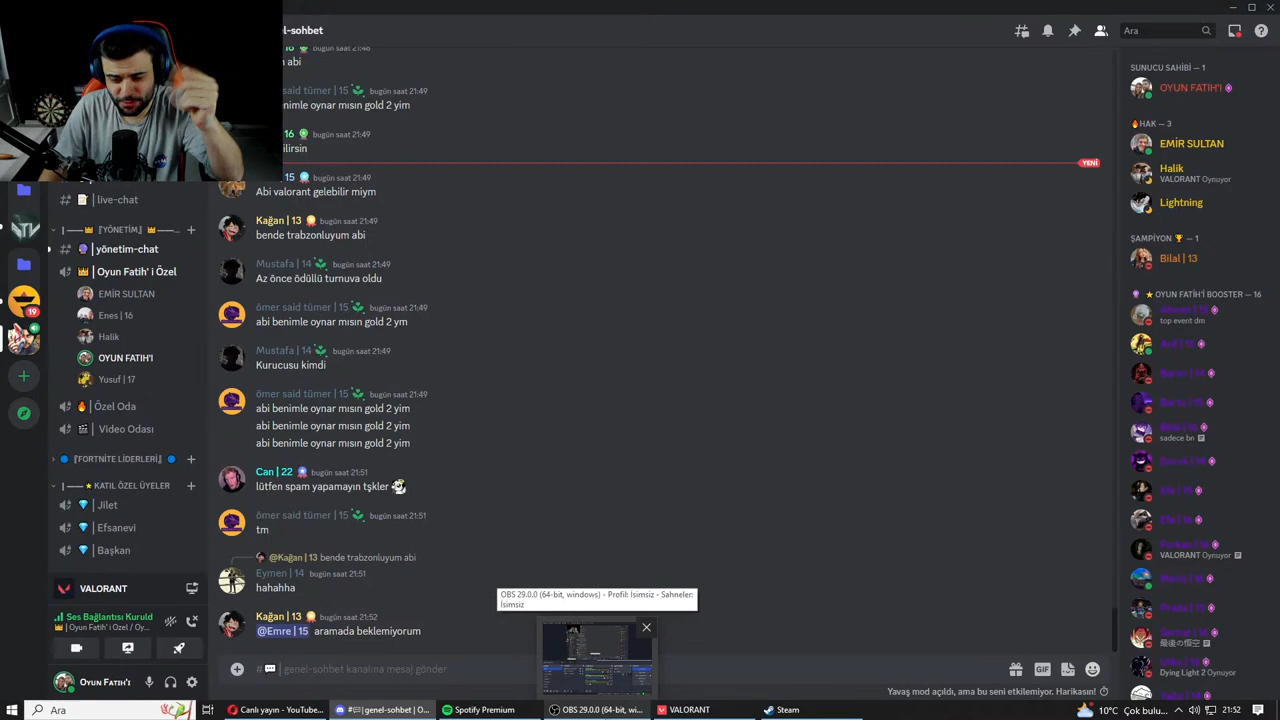 el-sohbet
Ara
16 bugün saat 21:48
n abi
SUNUCU SAHİBİ — 1
OYUN FATIH'I
said tümer | 15 bugün saat 21:49
benimle oynar mısın gold 2 yim
HAK — 3
16 bugün saat 21:49
bilirsin
EMİR SULTAN
YENİ
Halik
VALORANT Oynuyor
15 bugün saat 21:49
Abi valorant gelebilir miym
live-chat
Lightning
Kağan | 13 bugün saat 21:49
bende trabzonluyum abi
『YÖNETİM』
ŞAMPİYON — 1
yönetim-chat
Bilal | 13
Mustafa | 14 bugün saat 21:49
Az önce ödüllü turnuva oldu
| Oyun Fatih' i Özel
EMİR SULTAN
OYUN FATİH'İ BOOSTER — 16
ömer said tümer | 15 bugün saat 21:49
abi benimle oynar mısın gold 2 ym
19
Enes | 16
top event dm
Halik
Mustafa | 14 bugün saat 21:49
Kurucusu kimdi
OYUN FATIH'I
Yusuf | 17
ömer said tümer | 15 bugün saat 21:49
abi benimle oynar mısın gold 2 yim
abi benimle oynar mısın gold 2 yim
abi benimle oynar mısın gold 2 yim
| Özel Oda
| Video Odası
sadece bn
『FORTNİTE LİDERLERİ』
Can | 22 bugün saat 21:51
lütfen spam yapamayın tşkler
KATIL ÖZEL ÜYELER
| Jilet
ömer said tümer | 15 bugün saat 21:51
tm
| Efsanevi
| Başkan
VALORANT Oynuyor
@Kağan | 13 bende trabzonluyum abi
Eymen | 14 bugün saat 21:51
hahahha
VALORANT
OBS 29.0.0 (64-bit, windows) - Profil: İsimsiz - Sahneler:
İsimsiz
Ses Bağlantısı Kuruld
| Oyun Fatih' i Özel / Oy...
Kağan | 13 bugün saat 21:52
@Emre | 15 aramada beklemiyorum
genel-sohbet kanalına mesaj gönder
GIF
Dying Light 2 Oynuyor
OYUN FATIH'I
Yavaş mod açıldı, ama bu seni etkilemiyor. Harikasın!
Ara
Canlı yayın - YouTube...
| genel-sohbet | O...
Spotify Premium
OBS 29.0.0 (64-bit, wi...
VALORANT
Steam
10°C Çok bulu...
21:52